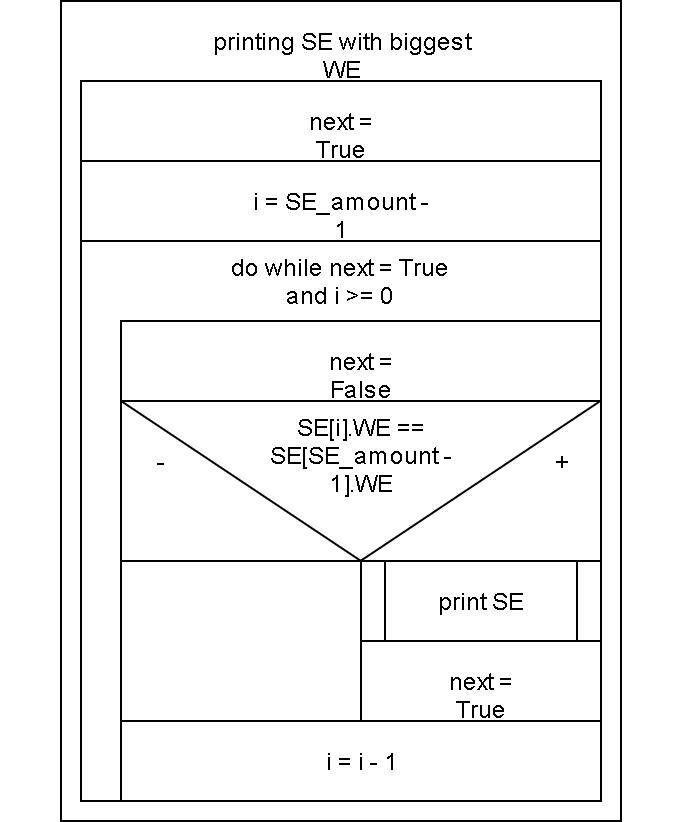 printing SE with biggest
WE
next =
True
i = SE_amount -
1
do while next = True
and i >= 0
next =
False
SE[i].WE ==
SE[SE_amount -
1].WE
-
+
print SE
next =
True
i = i - 1